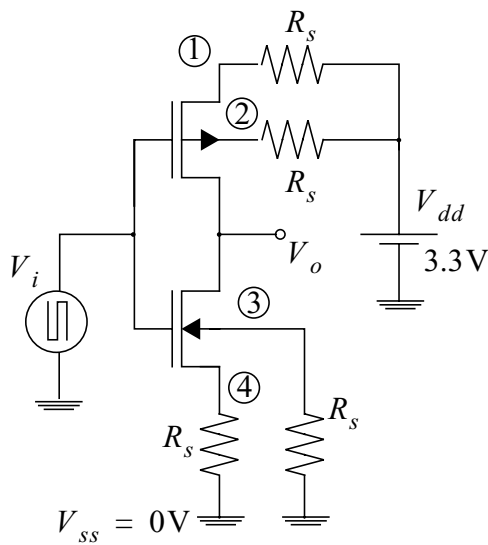 R_s
①
②
R_s
V_dd
V_i
V_o
3.3V
③
④
R_s
R_s
V_ss = 0V